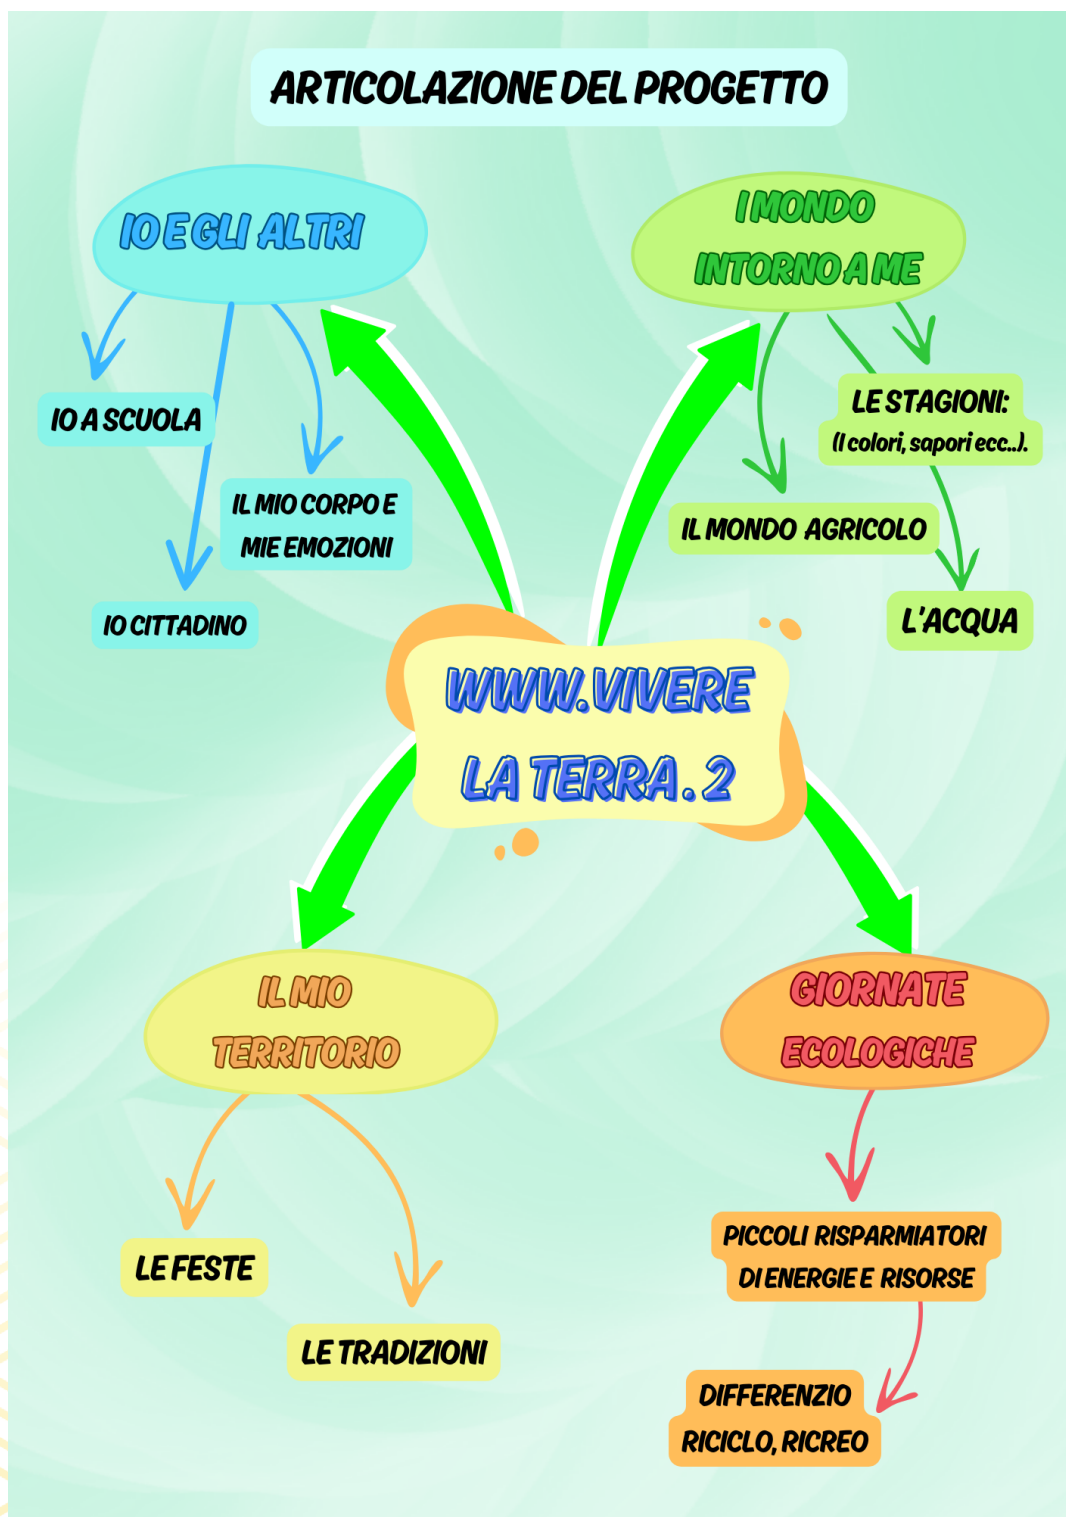 ARTICOLAZIONE DEL PROGETTO
IO E GLI ALTRI
IO A SCUOLA
IL MIO CORPO E
MIE EMOZIONI
IO CITTADINO
I MONDO
INTORNO A ME
LE STAGIONI:
(I colori, sapori ecc..).
IL MONDO AGRICOLO
L'ACQUA
WWW.VIVERE
LA TERRA.2
IL MIO
TERRITORIO
LE FESTE
LE TRADIZIONI
GIORNATE
ECOLOGICHE
PICCOLI RISPARMIATORI
DI ENERGIE E RISORSE
DIFFERENZIO
RICICLO, RICREO